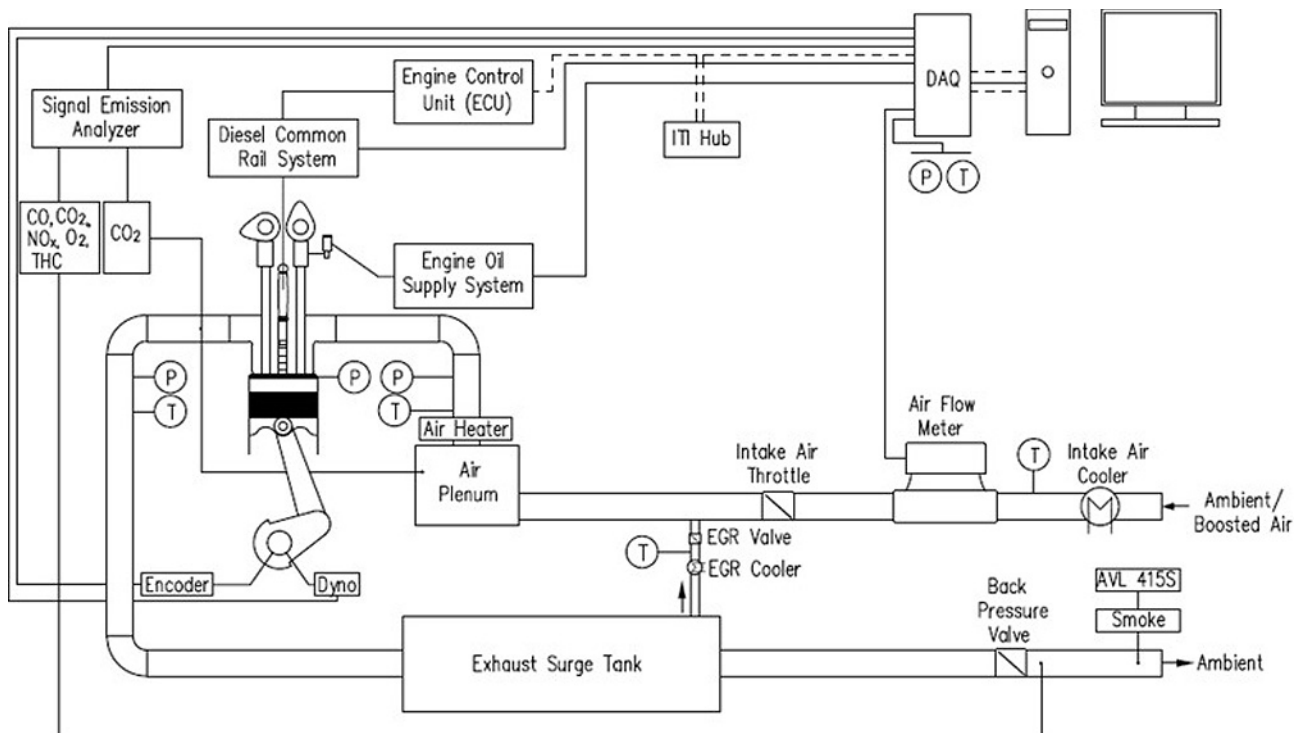 Engine Control
Unit (ECU)
DAQ
Signal Emission
Analyzer
Diesel Common
Rail System
ITI Hub
P
T
CO, CO₂,
NOₓ, O₂,
THC
CO₂
Engine Oil
Supply System
P
T
P
P
T
Air Heater
Air
Plenum
Intake Air
Throttle
Air Flow
Meter
T
Intake Air
Cooler
Ambient/
Boosted Air
T
EGR Valve
EGR Cooler
Encoder
Dyno
Exhaust Surge Tank
Back
Pressure
Valve
AVL 415S
Smoke
Ambient